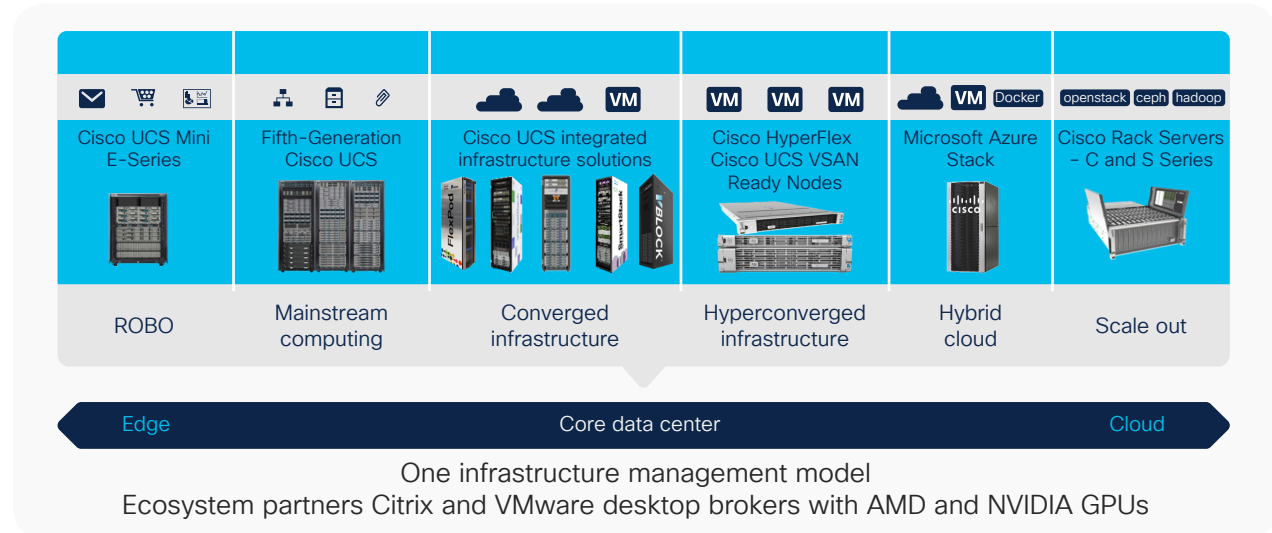 VM
VM
VM
VM
VM
Docker
openstack
ceph
hadoop
Cisco UCS Mini
E-Series
Fifth-Generation
Cisco UCS
Cisco UCS integrated
infrastructure solutions
Cisco HyperFlex
Cisco UCS VSAN
Ready Nodes
Microsoft Azure
Stack
Cisco Rack Servers
– C and S Series
FlexPod
SmartStack
VBLOCK
CISCO
ROBO
Mainstream
computing
Converged
infrastructure
Hyperconverged
infrastructure
Hybrid
cloud
Scale out
Edge
Core data center
Cloud
One infrastructure management model
Ecosystem partners Citrix and VMware desktop brokers with AMD and NVIDIA GPUs